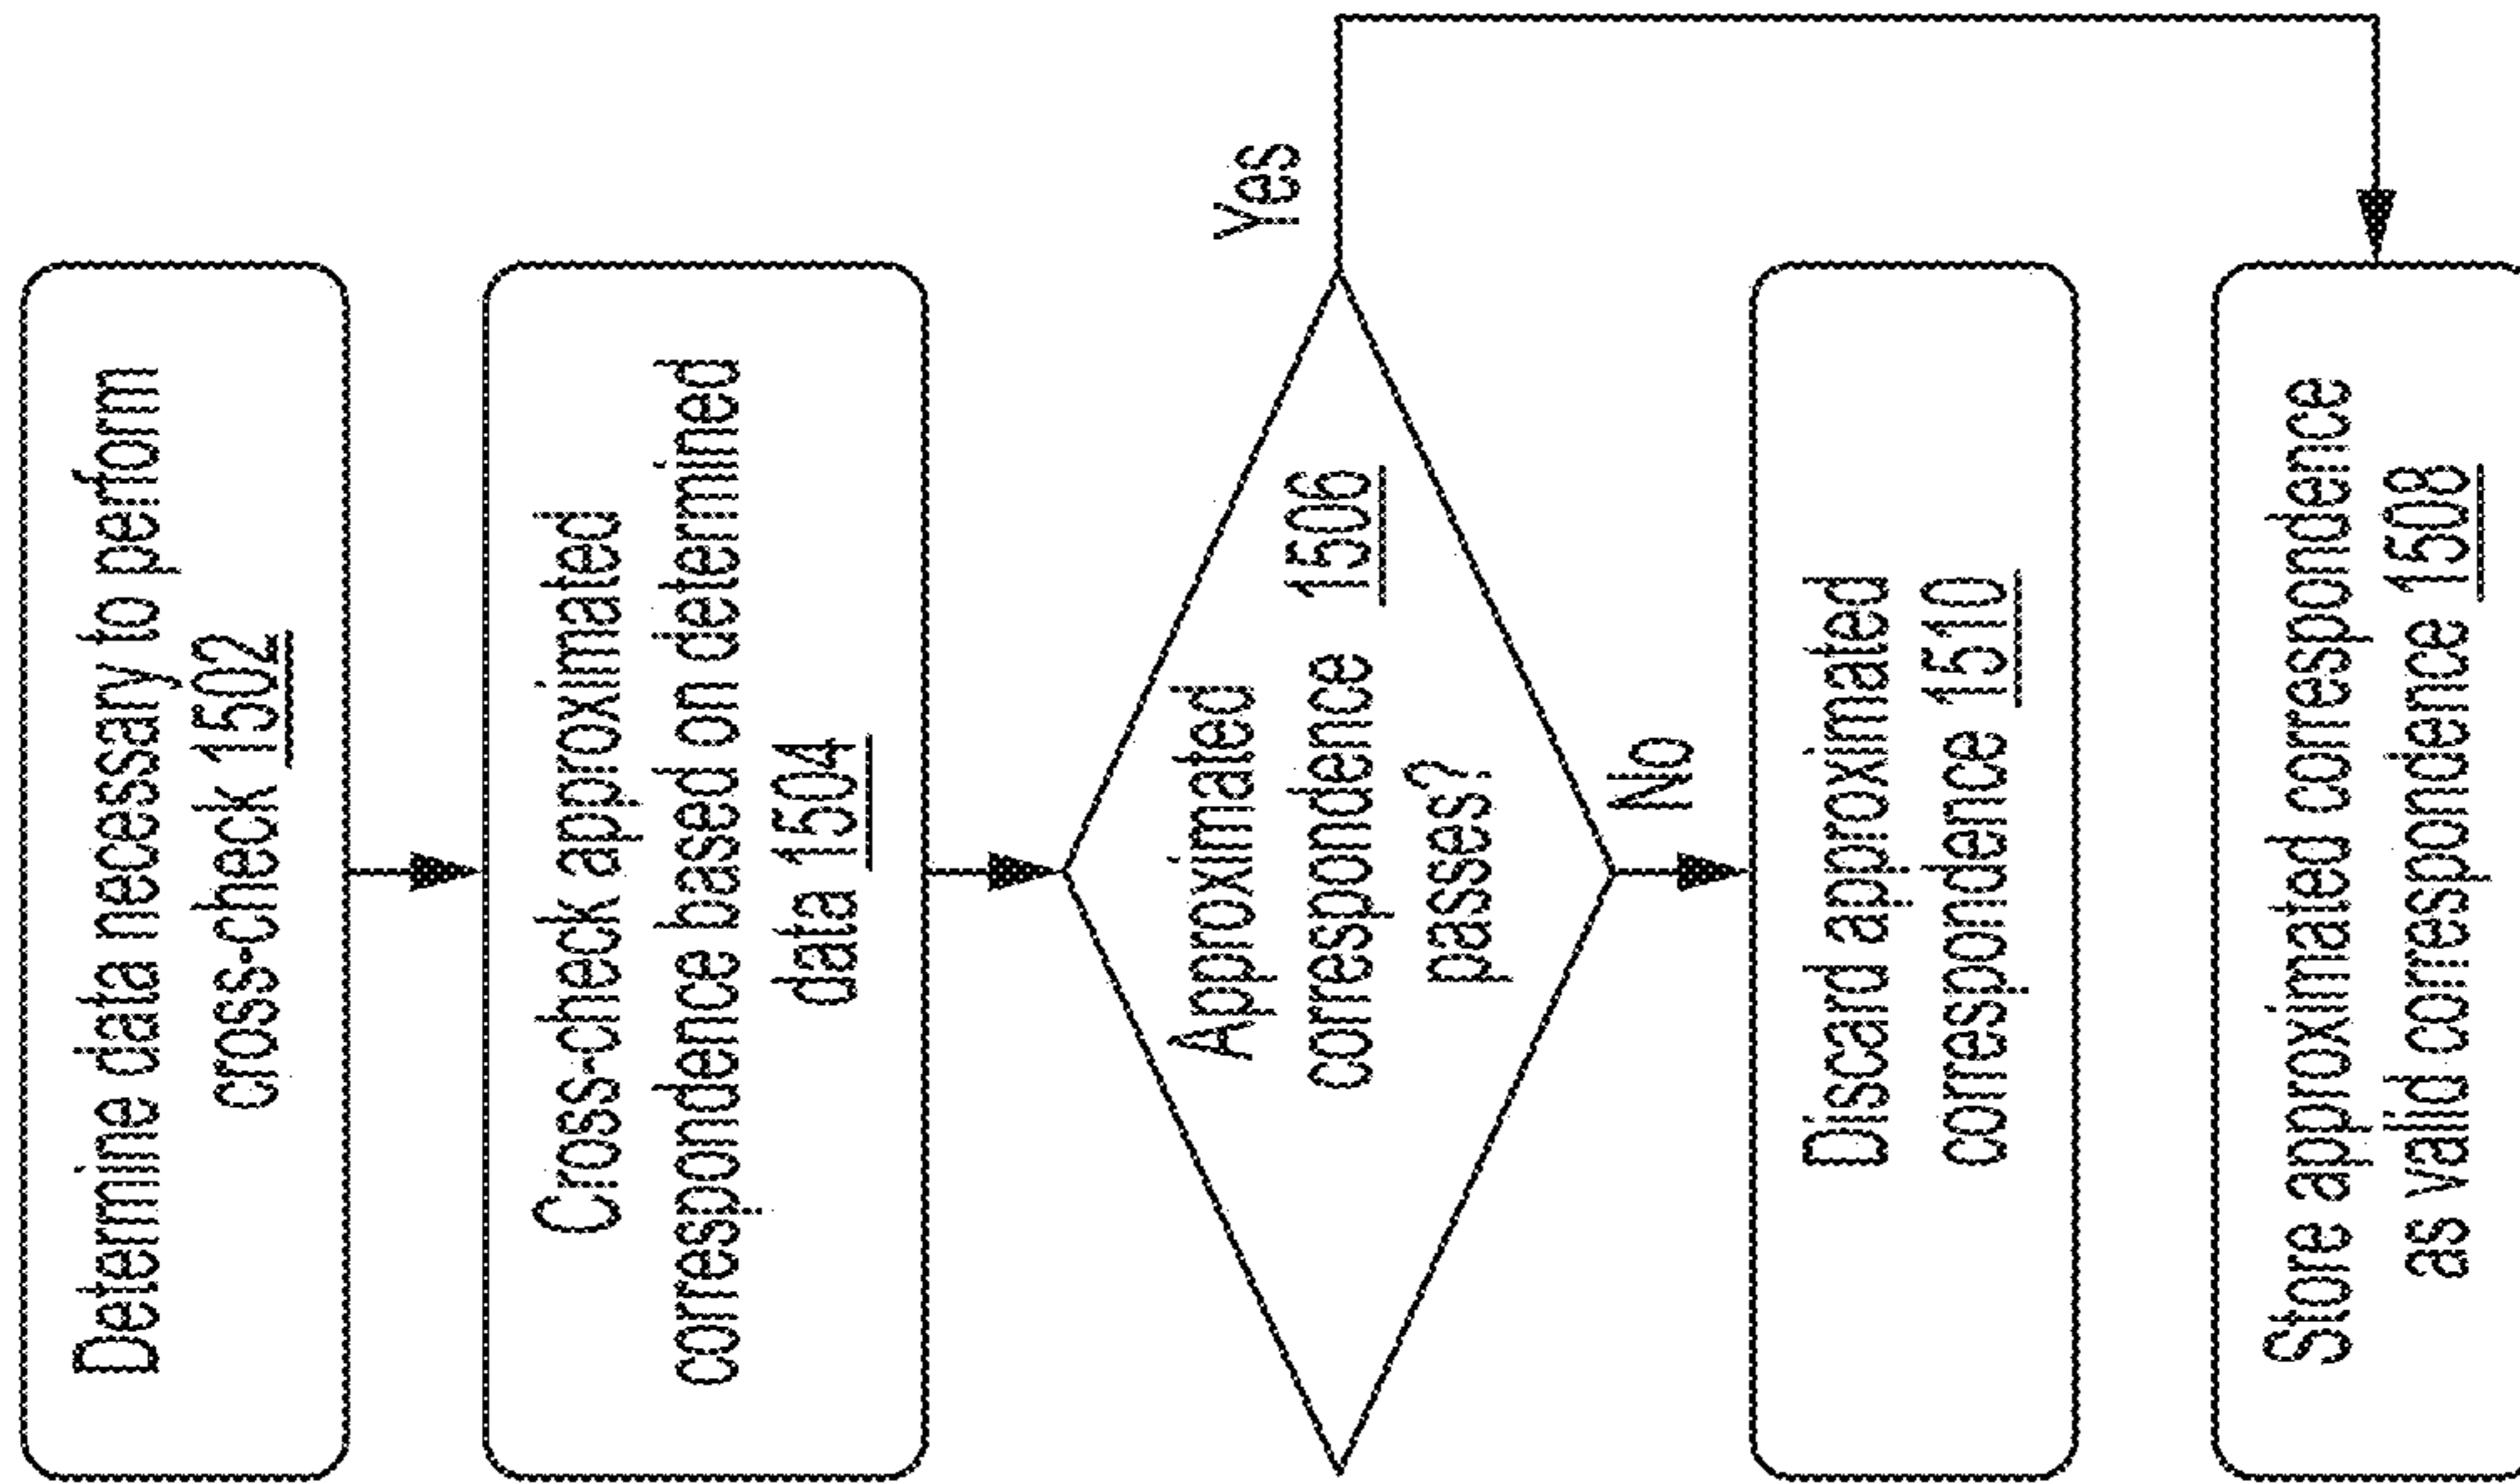 Determine data necessary to perform
cross-check 1502
Cross-check approximated
correspondence based on determined
data 1504
Approximated
correspondence 1506
passes?
Yes
No
Discard approximated
correspondence 1510
Store approximated correspondence
as valid correspondence 1508